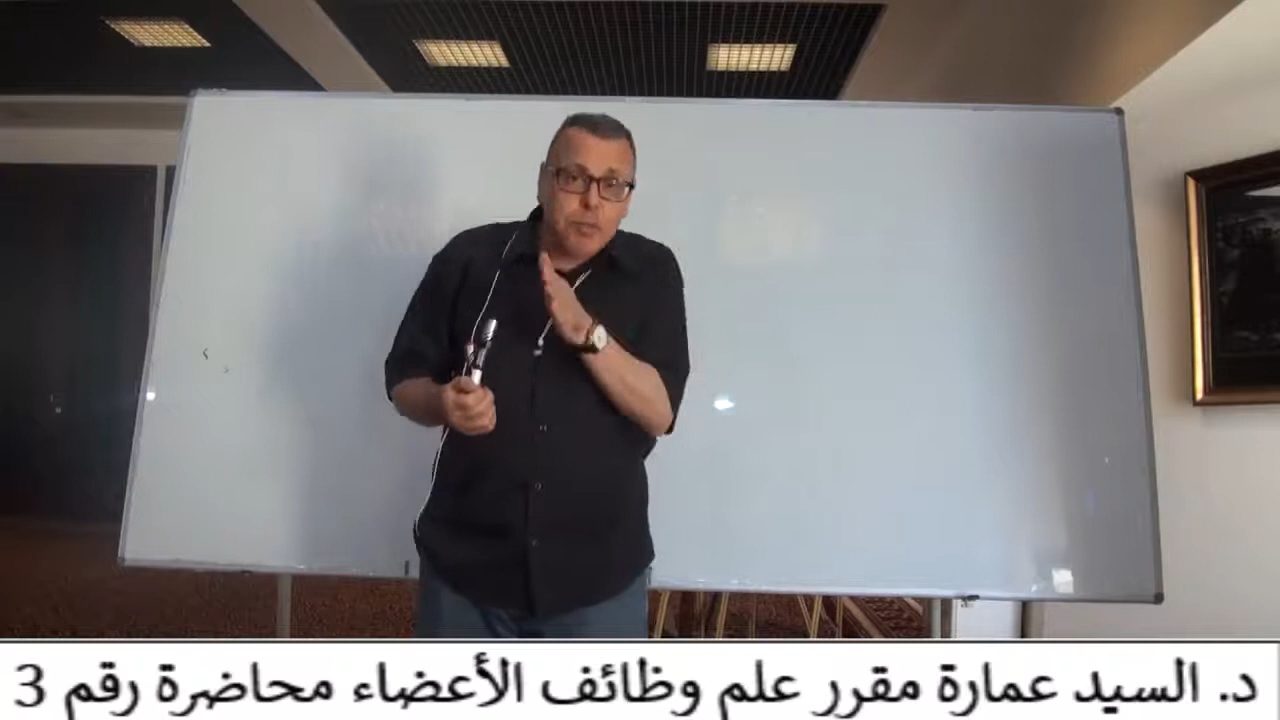 د. السيد عمارة مقرر علم وظائف الأعضاء محاضرة رقم 3